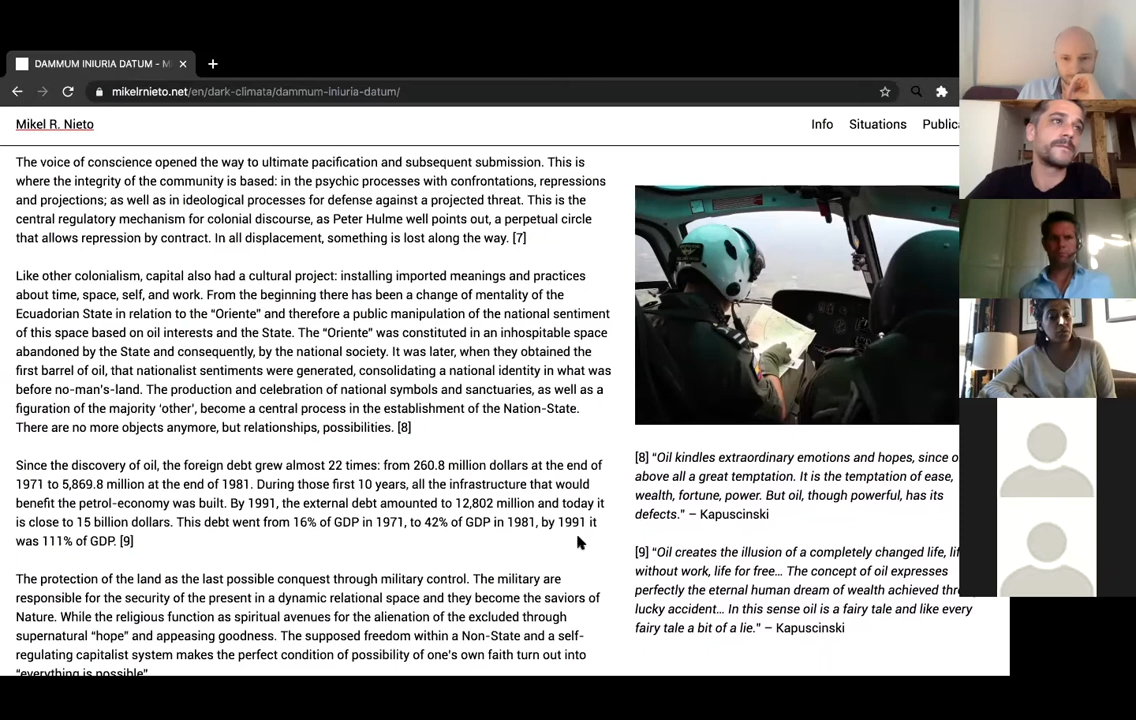 DAMMUM INIURIA DATUM - M
mikelrnieto.net/en/dark-climata/dammum-iniuria-datum/
Mikel R. Nieto
Info Situations
The voice of conscience opened the way to ultimate pacification and subsequent submission. This is
where the integrity of the community is based: in the psychic processes with confrontations, repressions
and projections; as well as in ideological processes for defense against a projected threat. This is the
central regulatory mechanism for colonial discourse, as Peter Hulme well points out, a perpetual circle
that allows repression by contract. In all displacement, something is lost along the way. [7]
Like other colonialism, capital also had a cultural project: installing imported meanings and practices
about time, space, self, and work. From the beginning there has been a change of mentality of the
Ecuadorian State in relation to the “Oriente” and therefore a public manipulation of the national sentiment
of this space based on oil interests and the State. The “Oriente” was constituted in an inhospitable space
abandoned by the State and consequently, by the national society. It was later, when they obtained the
first barrel of oil, that nationalist sentiments were generated, consolidating a national identity in what was
before no-man's-land. The production and celebration of national symbols and sanctuaries, as well as a
figuration of the majority ‘other’, become a central process in the establishment of the Nation-State.
There are no more objects anymore, but relationships, possibilities. [8]
Since the discovery of oil, the foreign debt grew almost 22 times: from 260.8 million dollars at the end of
1971 to 5,869.8 million at the end of 1981. During those first 10 years, all the infrastructure that would
benefit the petrol-economy was built. By 1991, the external debt amounted to 12,802 million and today it
is close to 15 billion dollars. This debt went from 16% of GDP in 1971, to 42% of GDP in 1981, by 1991 it
was 111% of GDP. [9]
The protection of the land as the last possible conquest through military control. The military are
responsible for the security of the present in a dynamic relational space and they become the saviors of
Nature. While the religious function as spiritual avenues for the alienation of the excluded through
supernatural “hope” and appeasing goodness. The supposed freedom within a Non-State and a self-
regulating capitalist system makes the perfect condition of possibility of one's own faith turn out into
“everything is possible”
[8] “Oil kindles extraordinary emotions and hopes, since
above all a great temptation. It is the temptation of ease,
wealth, fortune, power. But oil, though powerful, has its
defects.” – Kapuscinski
[9] “Oil creates the illusion of a completely changed life,
without work, life for free... The concept of oil expresses
perfectly the eternal human dream of wealth achieved
lucky accident... In this sense oil is a fairy tale and like every
fairy tale a bit of a lie.” – Kapuscinski